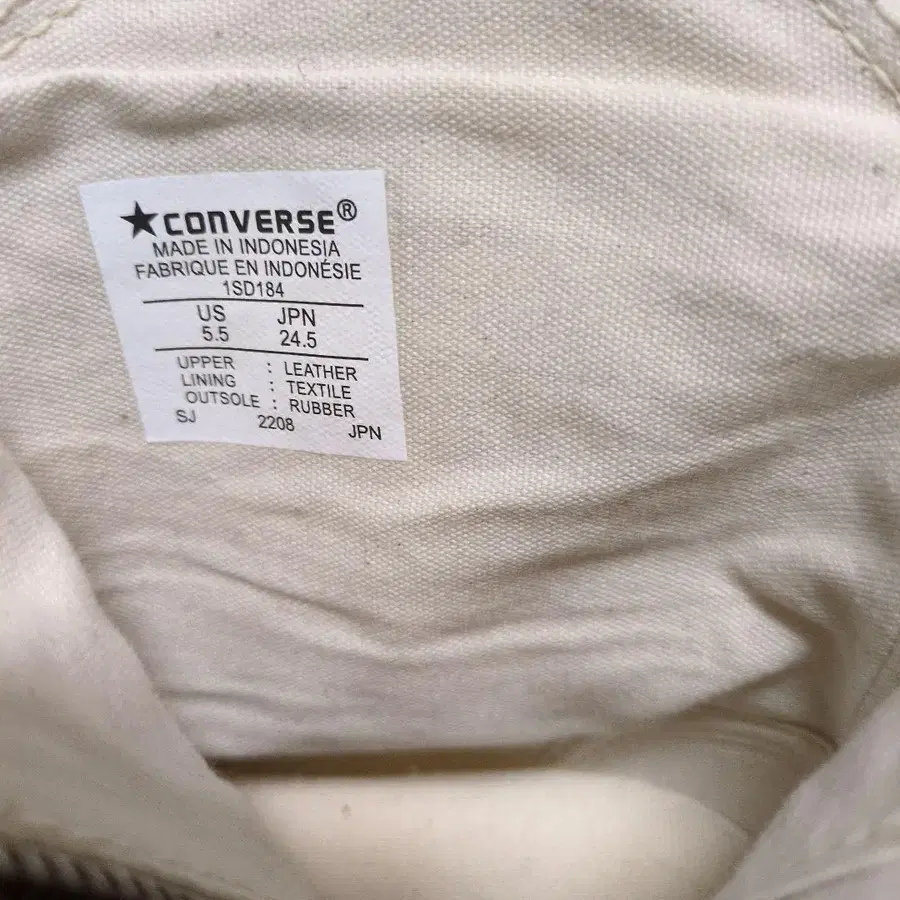 ★CONVERSE®
MADE IN INDONESIA
FABRIQUE EN INDONÉSIE
1SD184
US JPN
5.5 24.5
UPPER : LEATHER
LINING : TEXTILE
OUTSOLE : RUBBER
SJ 2208 JPN